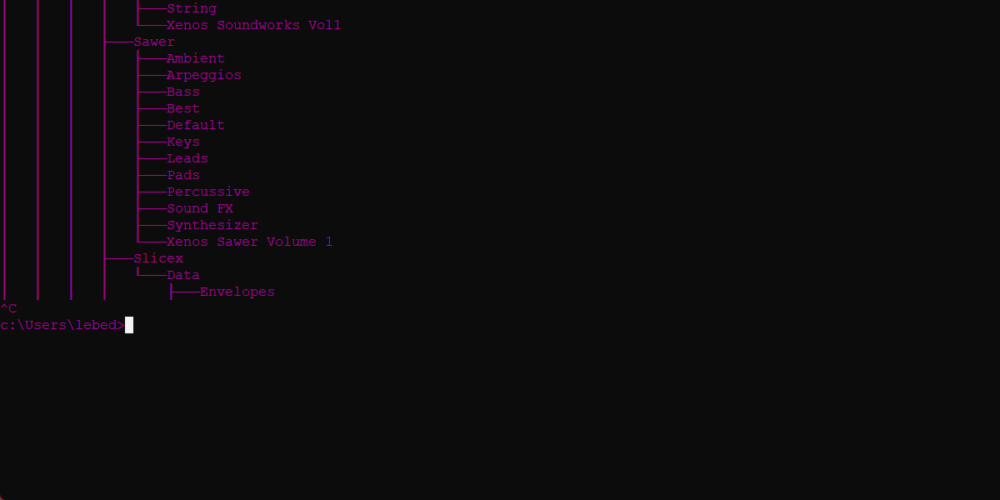 │   │   │   │   ├───String
│   │   │   │   └───Xenos Soundworks Vol1
│   │   │   ├───Sawer
│   │   │   │   ├───Ambient
│   │   │   │   ├───Arpeggios
│   │   │   │   ├───Bass
│   │   │   │   ├───Best
│   │   │   │   ├───Default
│   │   │   │   ├───Keys
│   │   │   │   ├───Leads
│   │   │   │   ├───Pads
│   │   │   │   ├───Percussive
│   │   │   │   ├───Sound FX
│   │   │   │   ├───Synthesizer
│   │   │   │   └───Xenos Sawer Volume 1
│   │   │   ├───Slicex
│   │   │   │   └───Data
│   │   │   │       ├───Envelopes
^C
c:\Users\lebed>